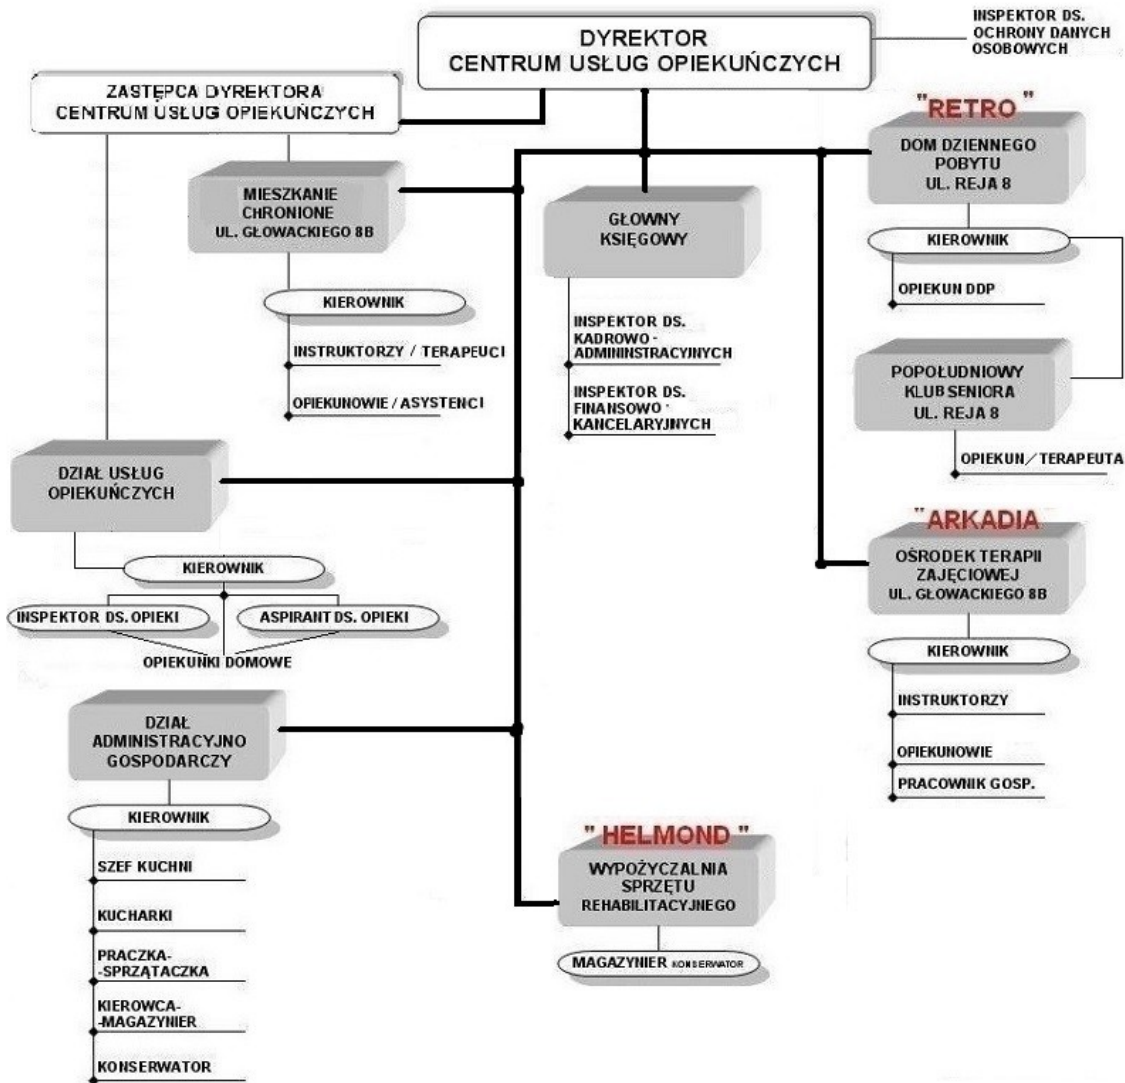 DYREKTOR
CENTRUM USŁUG OPIEKUŃCZYCH
INSPEKTOR DS.
OCHRONY DANYCH
OSOBOWYCH
ZASTĘPCA DYREKTORA
CENTRUM USŁUG OPIEKUŃCZYCH
"RETRO"
DOM DZIENNEGO
POBYTU
UL. REJA 8
KIEROWNIK
OPIEKUN DDP
POPOŁUDNIOWY
KLUB SENIORA
UL. REJA 8
OPIEKUN/TERAPEUTA
MIESZKANIE
CHRONIONE
UL. GŁOWACKIEGO 8B
KIEROWNIK
INSTRUKTORZY / TERAPEUCI
OPIEKUNOWIE / ASYSTENCI
GŁOWNY
KSIĘGOWY
INSPEKTOR DS.
KADROWO-
-ADMININSTRACYJNYCH
INSPEKTOR DS.
FINANSOWO-
-KANCELARYJNYCH
DZIAŁ USŁUG
OPIEKUŃCZYCH
KIEROWNIK
INSPEKTOR DS. OPIEKI
ASPIRANT DS. OPIEKI
OPIEKUNKI DOMOWE
"ARKADIA
OŚRODEK TERAPII
ZAJĘCIOWEJ
UL. GŁOWACKIEGO 8B
KIEROWNIK
INSTRUKTORZY
OPIEKUNOWIE
PRACOWNIK GOSP.
DZIAŁ
ADMINISTRACYJNO
GOSPODARCZY
KIEROWNIK
SZEF KUCHNI
KUCHARKI
PRACZKA-
-SPRZĄTACZKA
KIEROWCA-
-MAGAZYNIER
KONSERWATOR
"HELMOND"
WYPOŻYCZALNIA
SPRZĘTU
REHABILITACYJNEGO
MAGAZYNIER KONSERWATOR